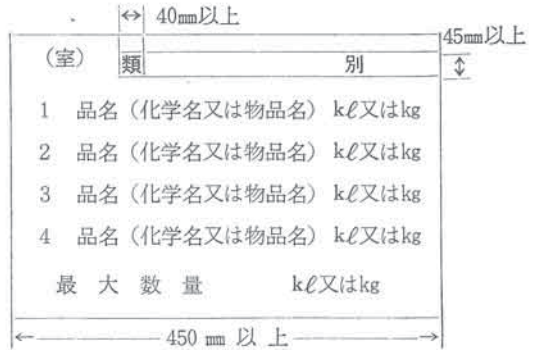 40㎜以上
45㎜以上
(室) 類 別
1 品名（化学名又は物品名） kℓ又はkg
2 品名（化学名又は物品名） kℓ又はkg
3 品名（化学名又は物品名） kℓ又はkg
4 品名（化学名又は物品名） kℓ又はkg
最 大 数 量 kℓ又はkg
450 ㎜ 以 上